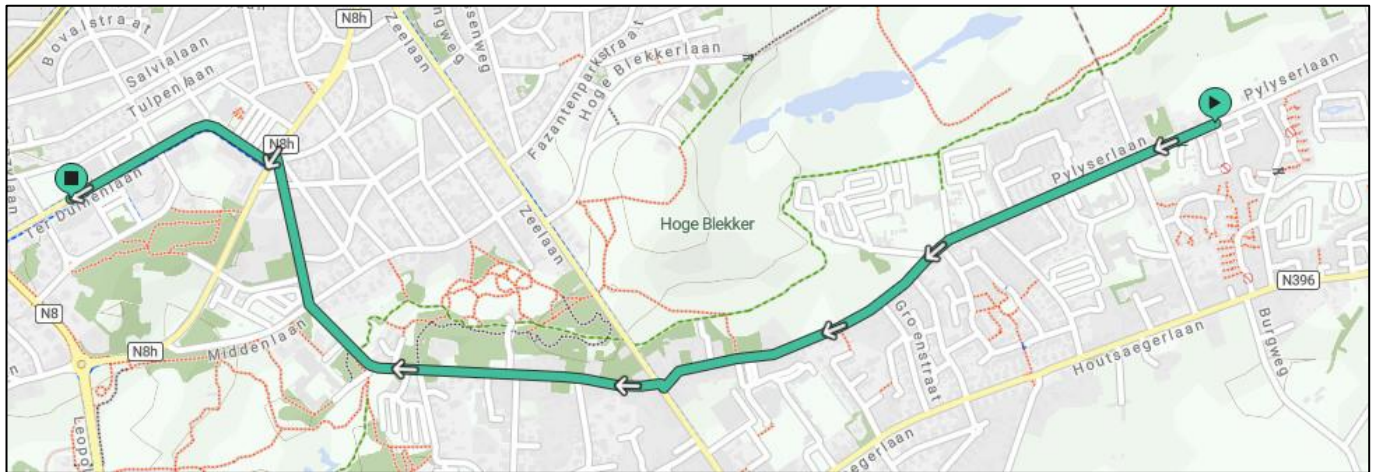 Bovalstraat
Salvialaan
Tulpenlaan
N8h
Zeelaan
Fazantenparkstraat
Hoge Blekkerlaan
Pylyserlaan
N8h
Pylyserlaan
Ter Duinenlaan
Zeelaan
Hoge Blekker
N396
N8
Groenstraat
Burgweg
N8h
Middenlaan
Houtsaegerlaan